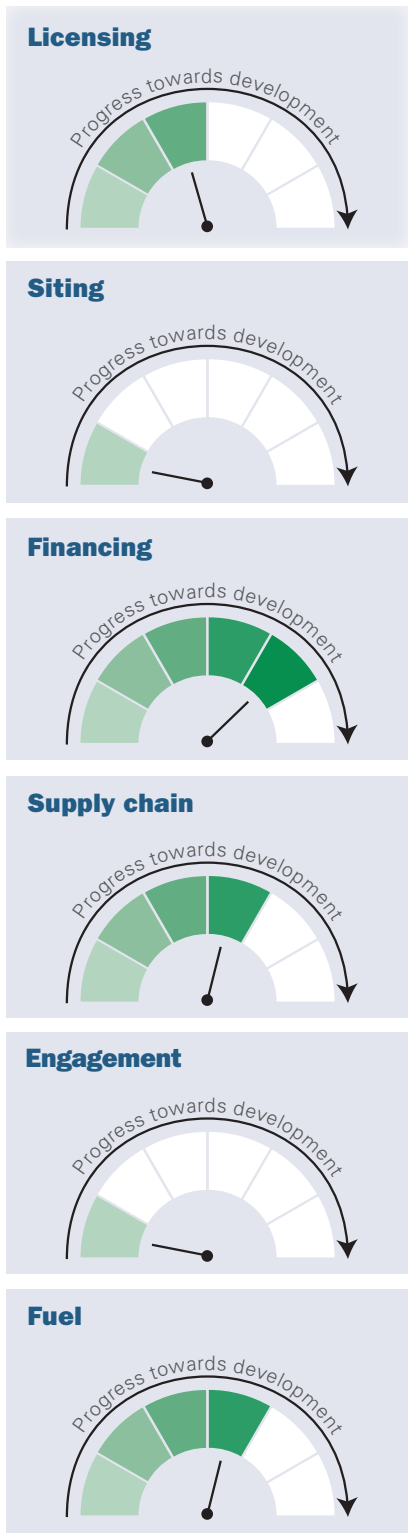 Licensing
Progress towards development
Siting
Progress towards development
Financing
Progress towards development
Supply chain
Progress towards development
Engagement
Progress towards development
Fuel
Progress towards development